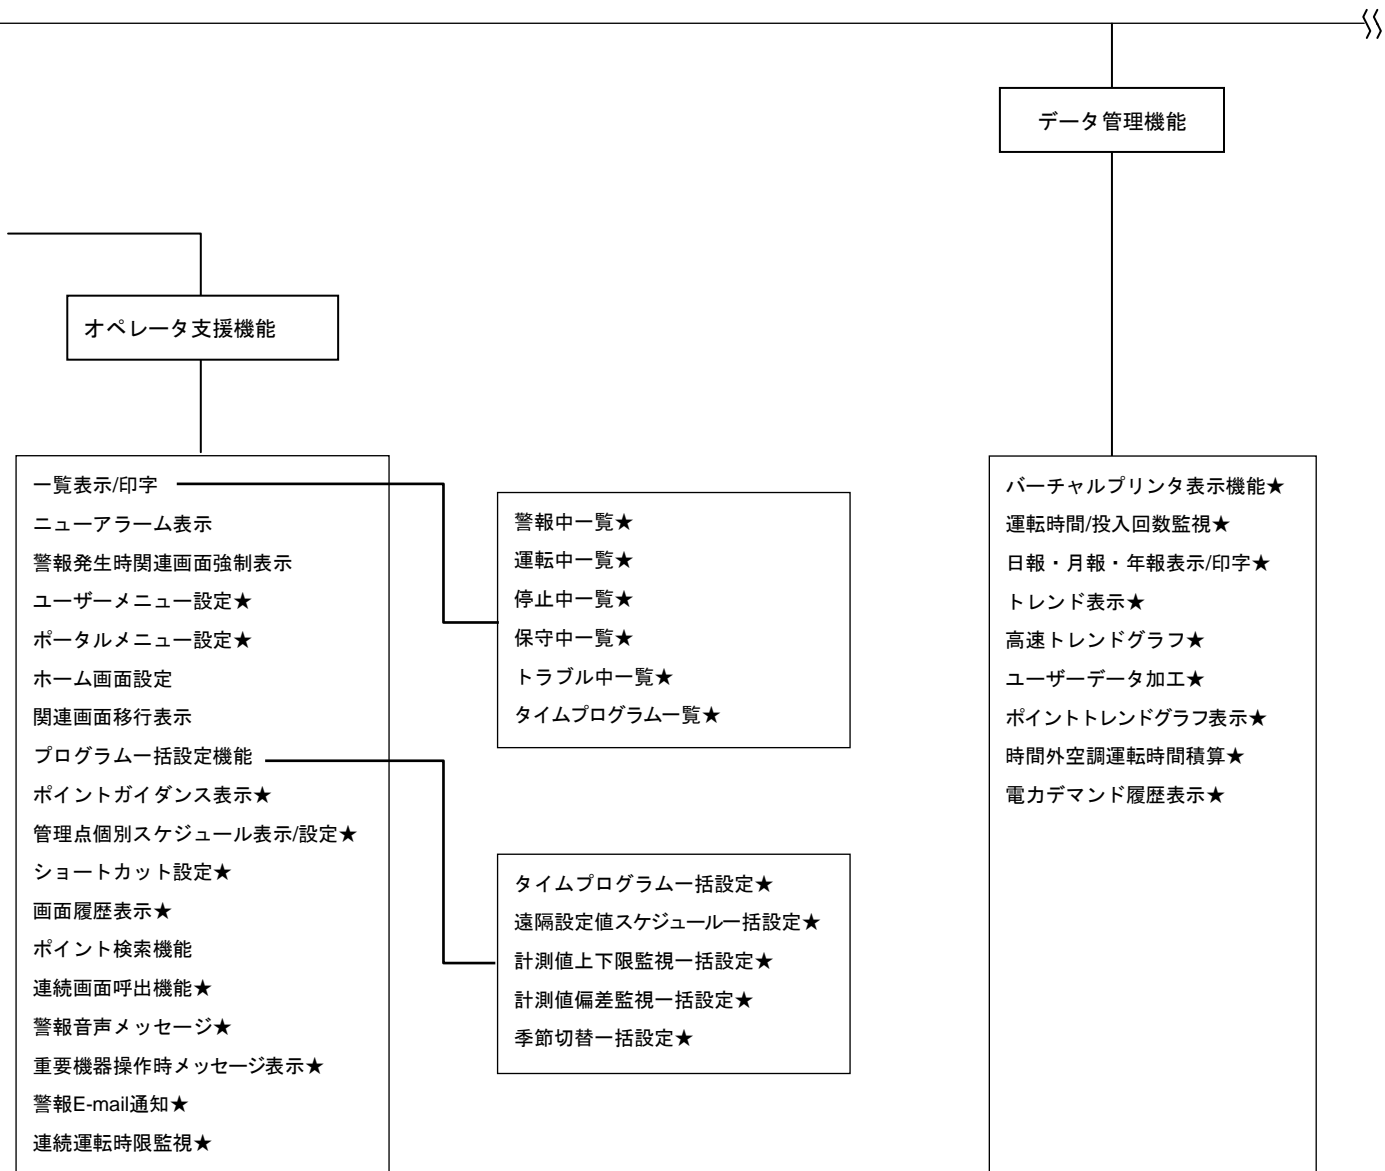 データ管理機能
オペレータ支援機能
一覧表示/印字
ニューアラーム表示
警報発生時関連画面強制表示
ユーザーメニュー設定★
ポータルメニュー設定★
ホーム画面設定
関連画面移行表示
プログラム一括設定機能
ポイントガイダンス表示★
管理点個別スケジュール表示/設定★
ショートカット設定★
画面履歴表示★
ポイント検索機能
連続画面呼出機能★
警報音声メッセージ★
重要機器操作時メッセージ表示★
警報E-mail通知★
連続運転時限監視★
警報中一覧★
運転中一覧★
停止中一覧★
保守中一覧★
トラブル中一覧★
タイムプログラム一覧★
タイムプログラム一括設定★
遠隔設定値スケジュール一括設定★
計測値上下限監視一括設定★
計測値偏差監視一括設定★
季節切替一括設定★
バーチャルプリンタ表示機能★
運転時間/投入回数監視★
日報・月報・年報表示/印字★
トレンド表示★
高速トレンドグラフ★
ユーザーデータ加工★
ポイントトレンドグラフ表示★
時間外空調運転時間積算★
電力デマンド履歴表示★